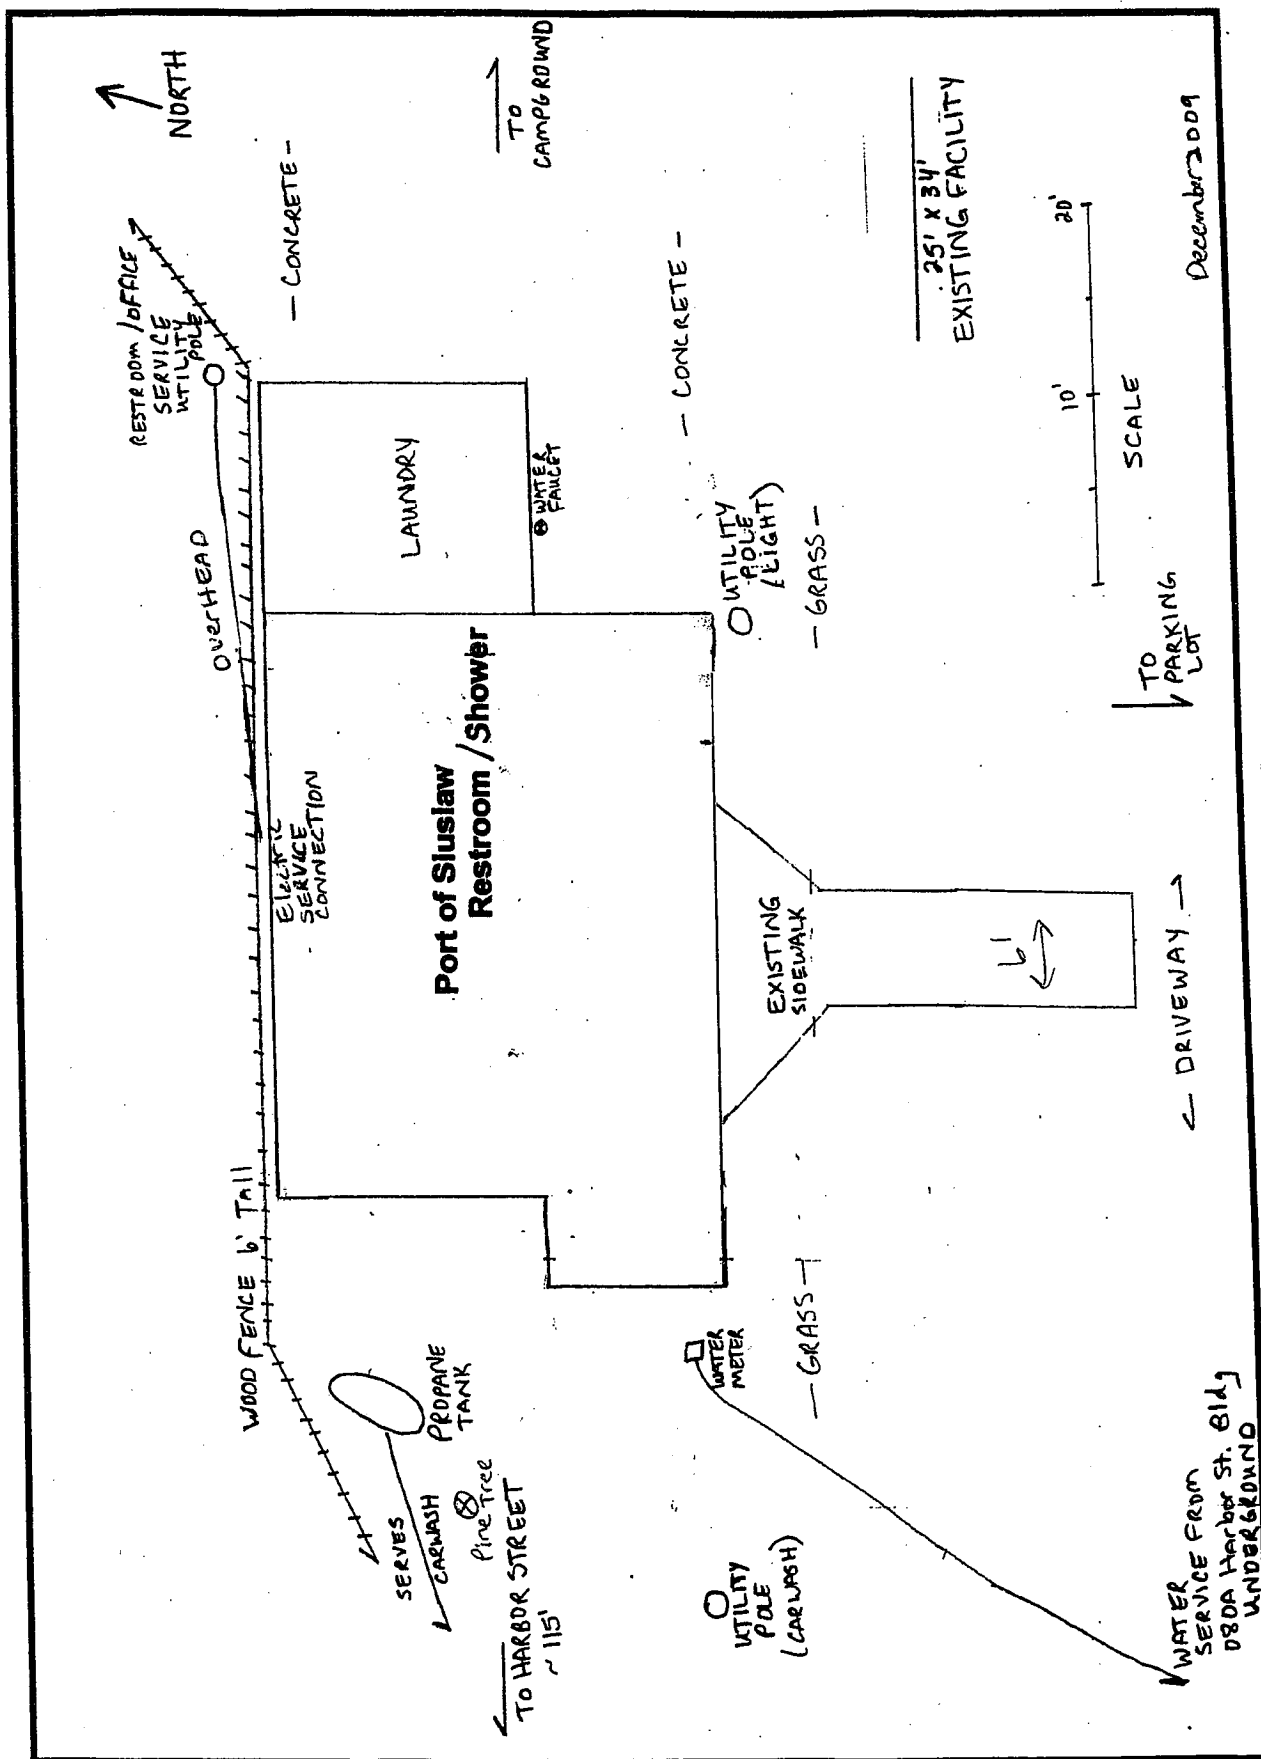 NORTH
RESTROOM/OFFICE
SERVICE
UTILITY
POLE
— CONCRETE —
TO
CAMPGROUND
OVERHEAD
WOOD FENCE 6' Tall
Electric
SERVICE
CONNECTION
LAUNDRY
WATER
FAUCET
Port of Siuslaw
Restroom / Shower
PROPANE
TANK
SERVES
CARWASH
Pine Tree
TO HARBOR STREET
~ 115'
WATER
METER
UTILITY
POLE
(CARWASH)
— GRASS —
EXISTING
SIDEWALK
6'
UTILITY
POLE
(LIGHT)
— GRASS —
— CONCRETE —
25' X 34'
EXISTING FACILITY
10'
20'
SCALE
TO
PARKING
LOT
← DRIVEWAY →
WATER
SERVICE FROM
080A Harbor St. Bldg
UNDERGROUND
December 2009